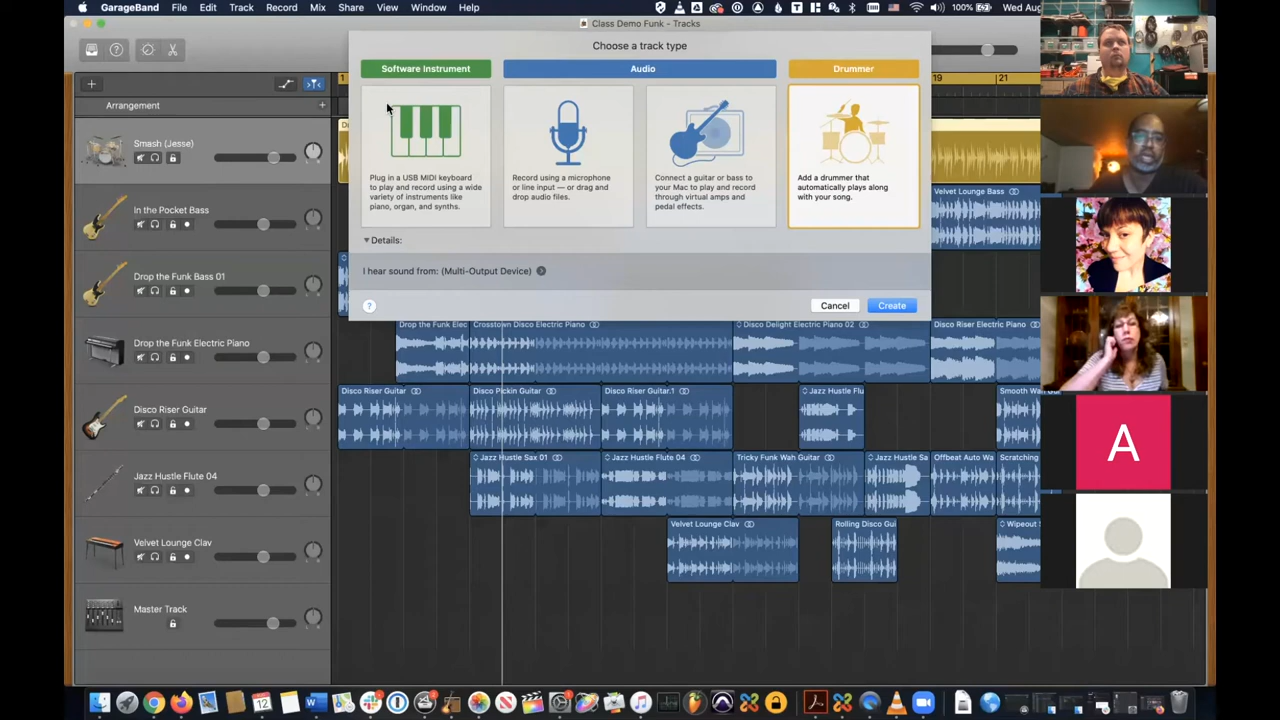 GarageBand File Edit Track Record Mix Share View Window Help
100% Wed Aug
Class Demo Funk - Tracks
Choose a track type
Software Instrument
Audio
Drummer
Plug in a USB MIDI keyboard
to play and record using a wide
variety of instruments like
piano, organ, and synths.
Record using a microphone
or line input — or drag and
drop audio files.
Connect a guitar or bass to
your Mac to play and record
through virtual amps and
pedal effects.
Add a drummer that
automatically plays along
with your song.
Details:
I hear sound from: (Multi-Output Device)
?
Cancel
Create
1
19
21
Arrangement
Smash (Jesse)
In the Pocket Bass
Drop the Funk Bass 01
Drop the Funk Electric Piano
Disco Riser Guitar
Jazz Hustle Flute 04
Velvet Lounge Clav
Master Track
Velvet Lounge Bass
Drop the Funk Elec
Crosstown Disco Electric Piano
Disco Delight Electric Piano 02
Disco Riser Electric Piano
Disco Riser Guitar
Disco Pickin Guitar
Disco Riser Guitar.1
Jazz Hustle Flu
Jazz Hustle Sax 01
Jazz Hustle Flute 04
Tricky Funk Wah Guitar
Jazz Hustle Sa
Offbeat Auto Wa
Scratching
Velvet Lounge Clav
Rolling Disco Gui
Wipeout
A
12